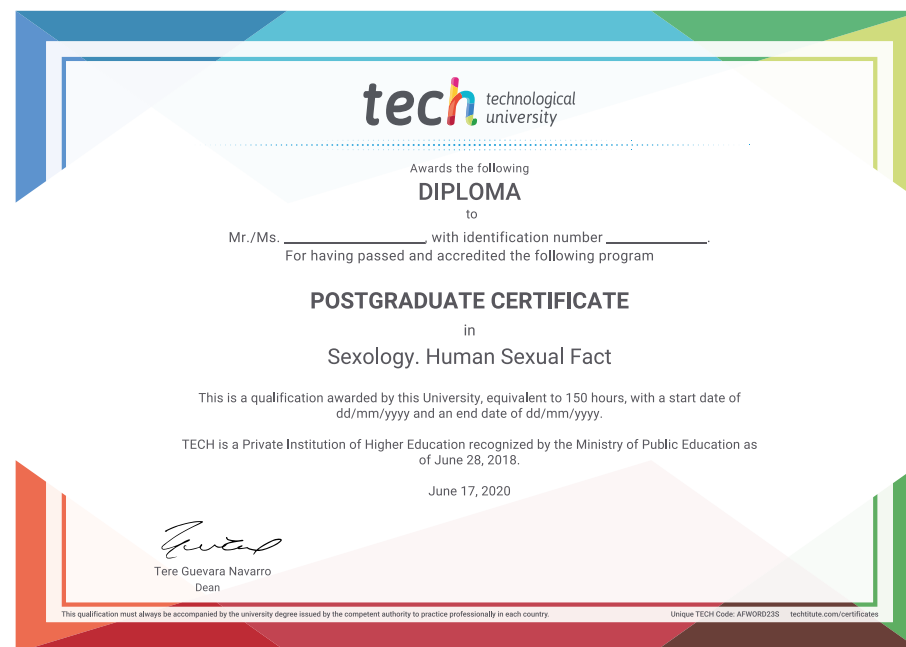 tech technological
university
Awards the following
DIPLOMA
to
Mr./Ms. ____________________, with identification number ______________.
For having passed and accredited the following program
POSTGRADUATE CERTIFICATE
in
Sexology. Human Sexual Fact
This is a qualification awarded by this University, equivalent to 150 hours, with a start date of
dd/mm/yyyy and an end date of dd/mm/yyyy.
TECH is a Private Institution of Higher Education recognized by the Ministry of Public Education as
of June 28, 2018.
June 17, 2020
Tere Guevara Navarro
Dean
This qualification must always be accompanied by the university degree issued by the competent authority to practice professionally in each country. Unique TECH Code: AFWORD23S techtitute.com/certificates